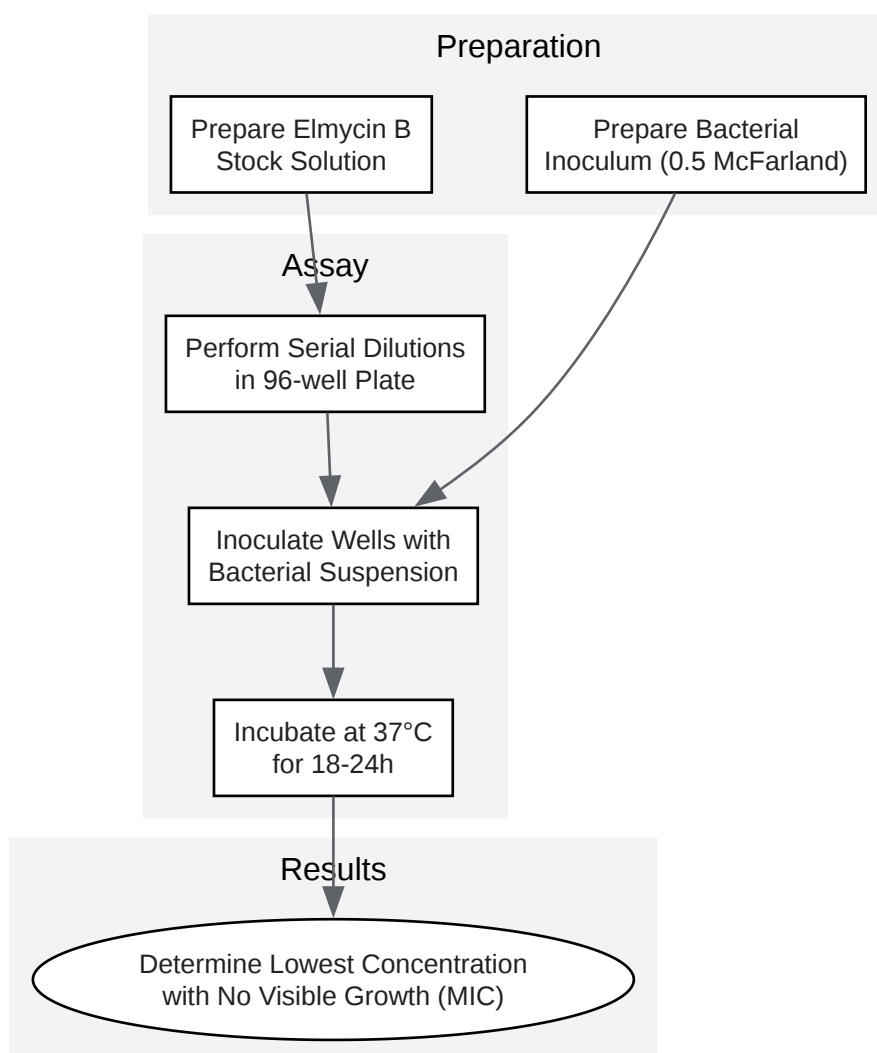 Preparation
Prepare Elmycin B
Stock Solution
Prepare Bacterial
Inoculum (0.5 McFarland)
Assay
Perform Serial Dilutions
in 96-well Plate
Inoculate Wells with
Bacterial Suspension
Incubate at 37°C
for 18-24h
Results
Determine Lowest Concentration
with No Visible Growth (MIC)